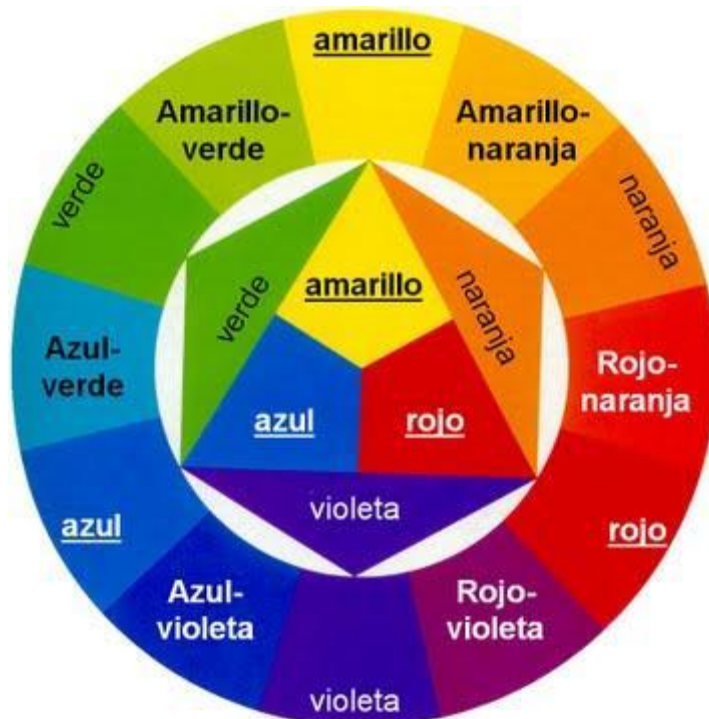 amarillo
Amarillo-
verde
Amarillo-
naranja
verde
naranja
verde
amarillo
naranja
Azul-
verde
Rojo-
naranja
azul
rojo
violeta
azul
rojo
Azul-
violeta
Rojo-
violeta
violeta